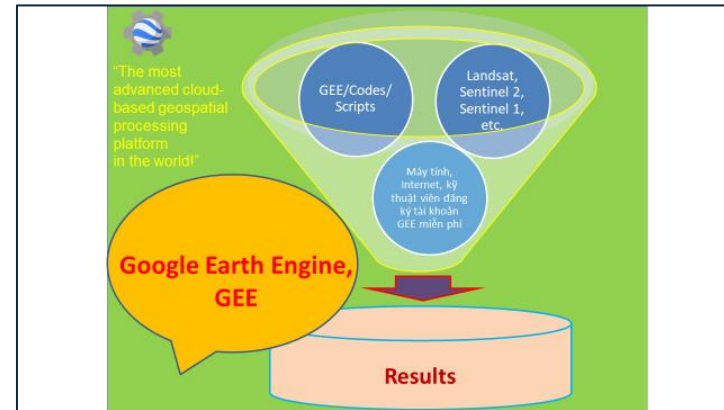 “The most
advanced cloud-
based geospatial
processing
platform
in the world!”
GEE/Codes/
Scripts
Landsat,
Sentinel 2,
Sentinel 1,
etc.
Máy tính,
Internet, kỹ
thuật viên đăng
ký tài khoản
GEE miễn phí
Google Earth Engine,
GEE
Results